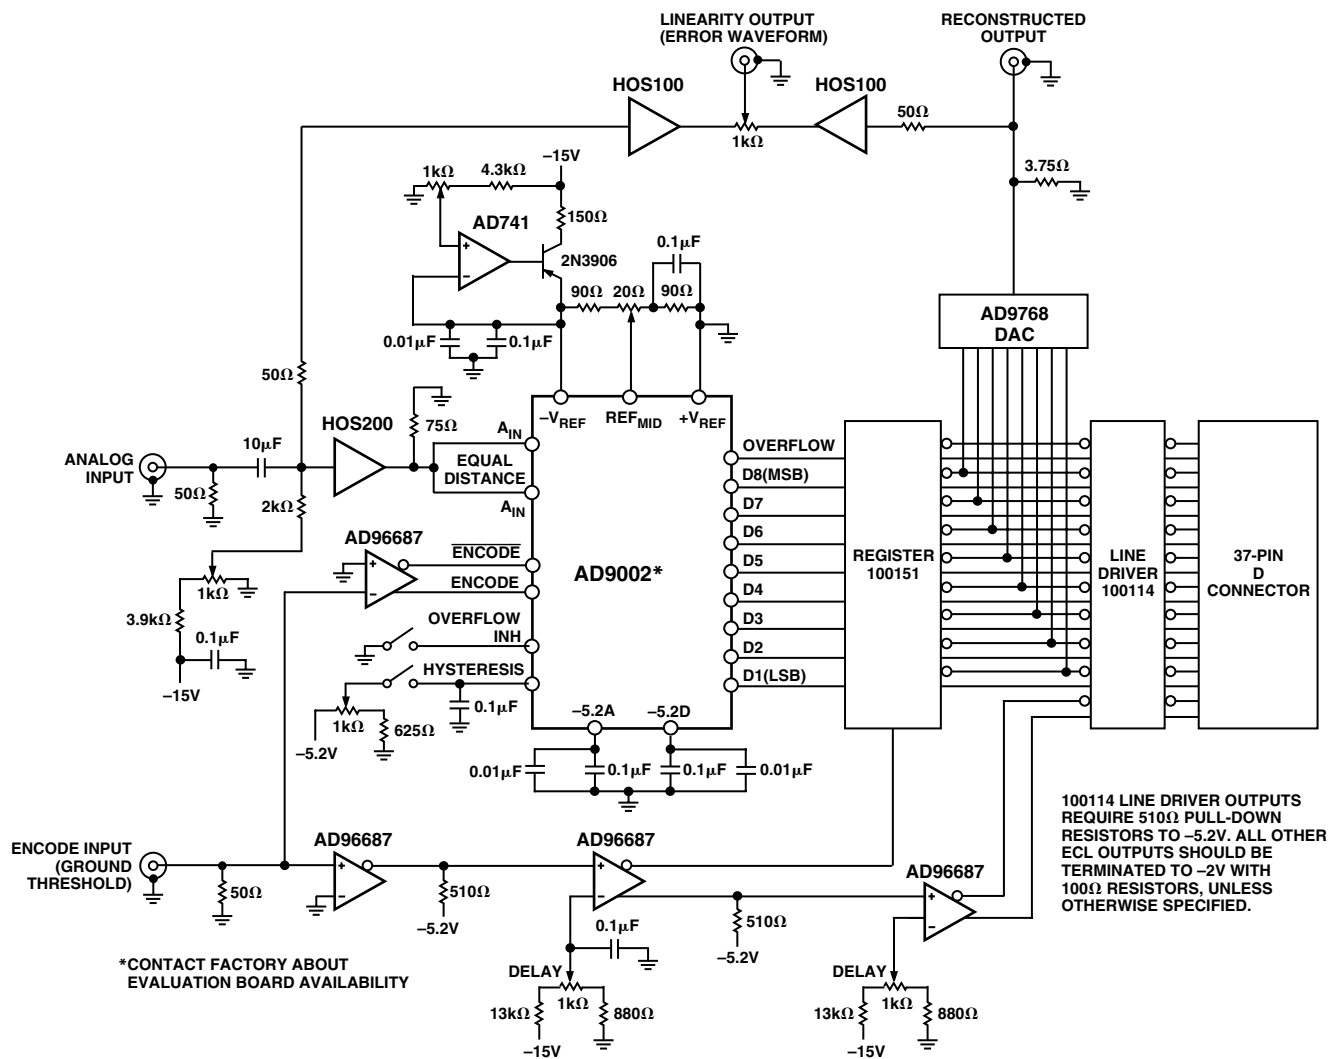 LINEARITY OUTPUT
(ERROR WAVEFORM)
RECONSTRUCTED
OUTPUT
HOS100
HOS100
50Ω
1kΩ
3.75Ω
–15V
1kΩ
4.3kΩ
150Ω
AD741
2N3906
0.1µF
90Ω
20Ω
90Ω
0.01µF
0.1µF
AD9768
DAC
50Ω
HOS200
75Ω
–VREF
REFMID
+VREF
10µF
ANALOG
INPUT
50Ω
2kΩ
AIN
EQUAL
DISTANCE
AIN
OVERFLOW
D8(MSB)
D7
D6
D5
D4
D3
D2
D1(LSB)
AD96687
ENCODE
ENCODE
AD9002*
REGISTER
100151
LINE
DRIVER
100114
37-PIN
D
CONNECTOR
1kΩ
3.9kΩ
0.1µF
–15V
OVERFLOW
INH
HYSTERESIS
0.1µF
1kΩ
625Ω
–5.2V
–5.2A
–5.2D
0.01µF
0.1µF
0.1µF
0.01µF
100114 LINE DRIVER OUTPUTS
REQUIRE 510Ω PULL-DOWN
RESISTORS TO –5.2V. ALL OTHER
ECL OUTPUTS SHOULD BE
TERMINATED TO –2V WITH
100Ω RESISTORS, UNLESS
OTHERWISE SPECIFIED.
ENCODE INPUT
(GROUND
THRESHOLD)
50Ω
AD96687
510Ω
–5.2V
AD96687
0.1µF
510Ω
–5.2V
AD96687
*CONTACT FACTORY ABOUT
EVALUATION BOARD AVAILABILITY
DELAY
13kΩ
1kΩ
880Ω
–15V
DELAY
13kΩ
1kΩ
880Ω
–15V